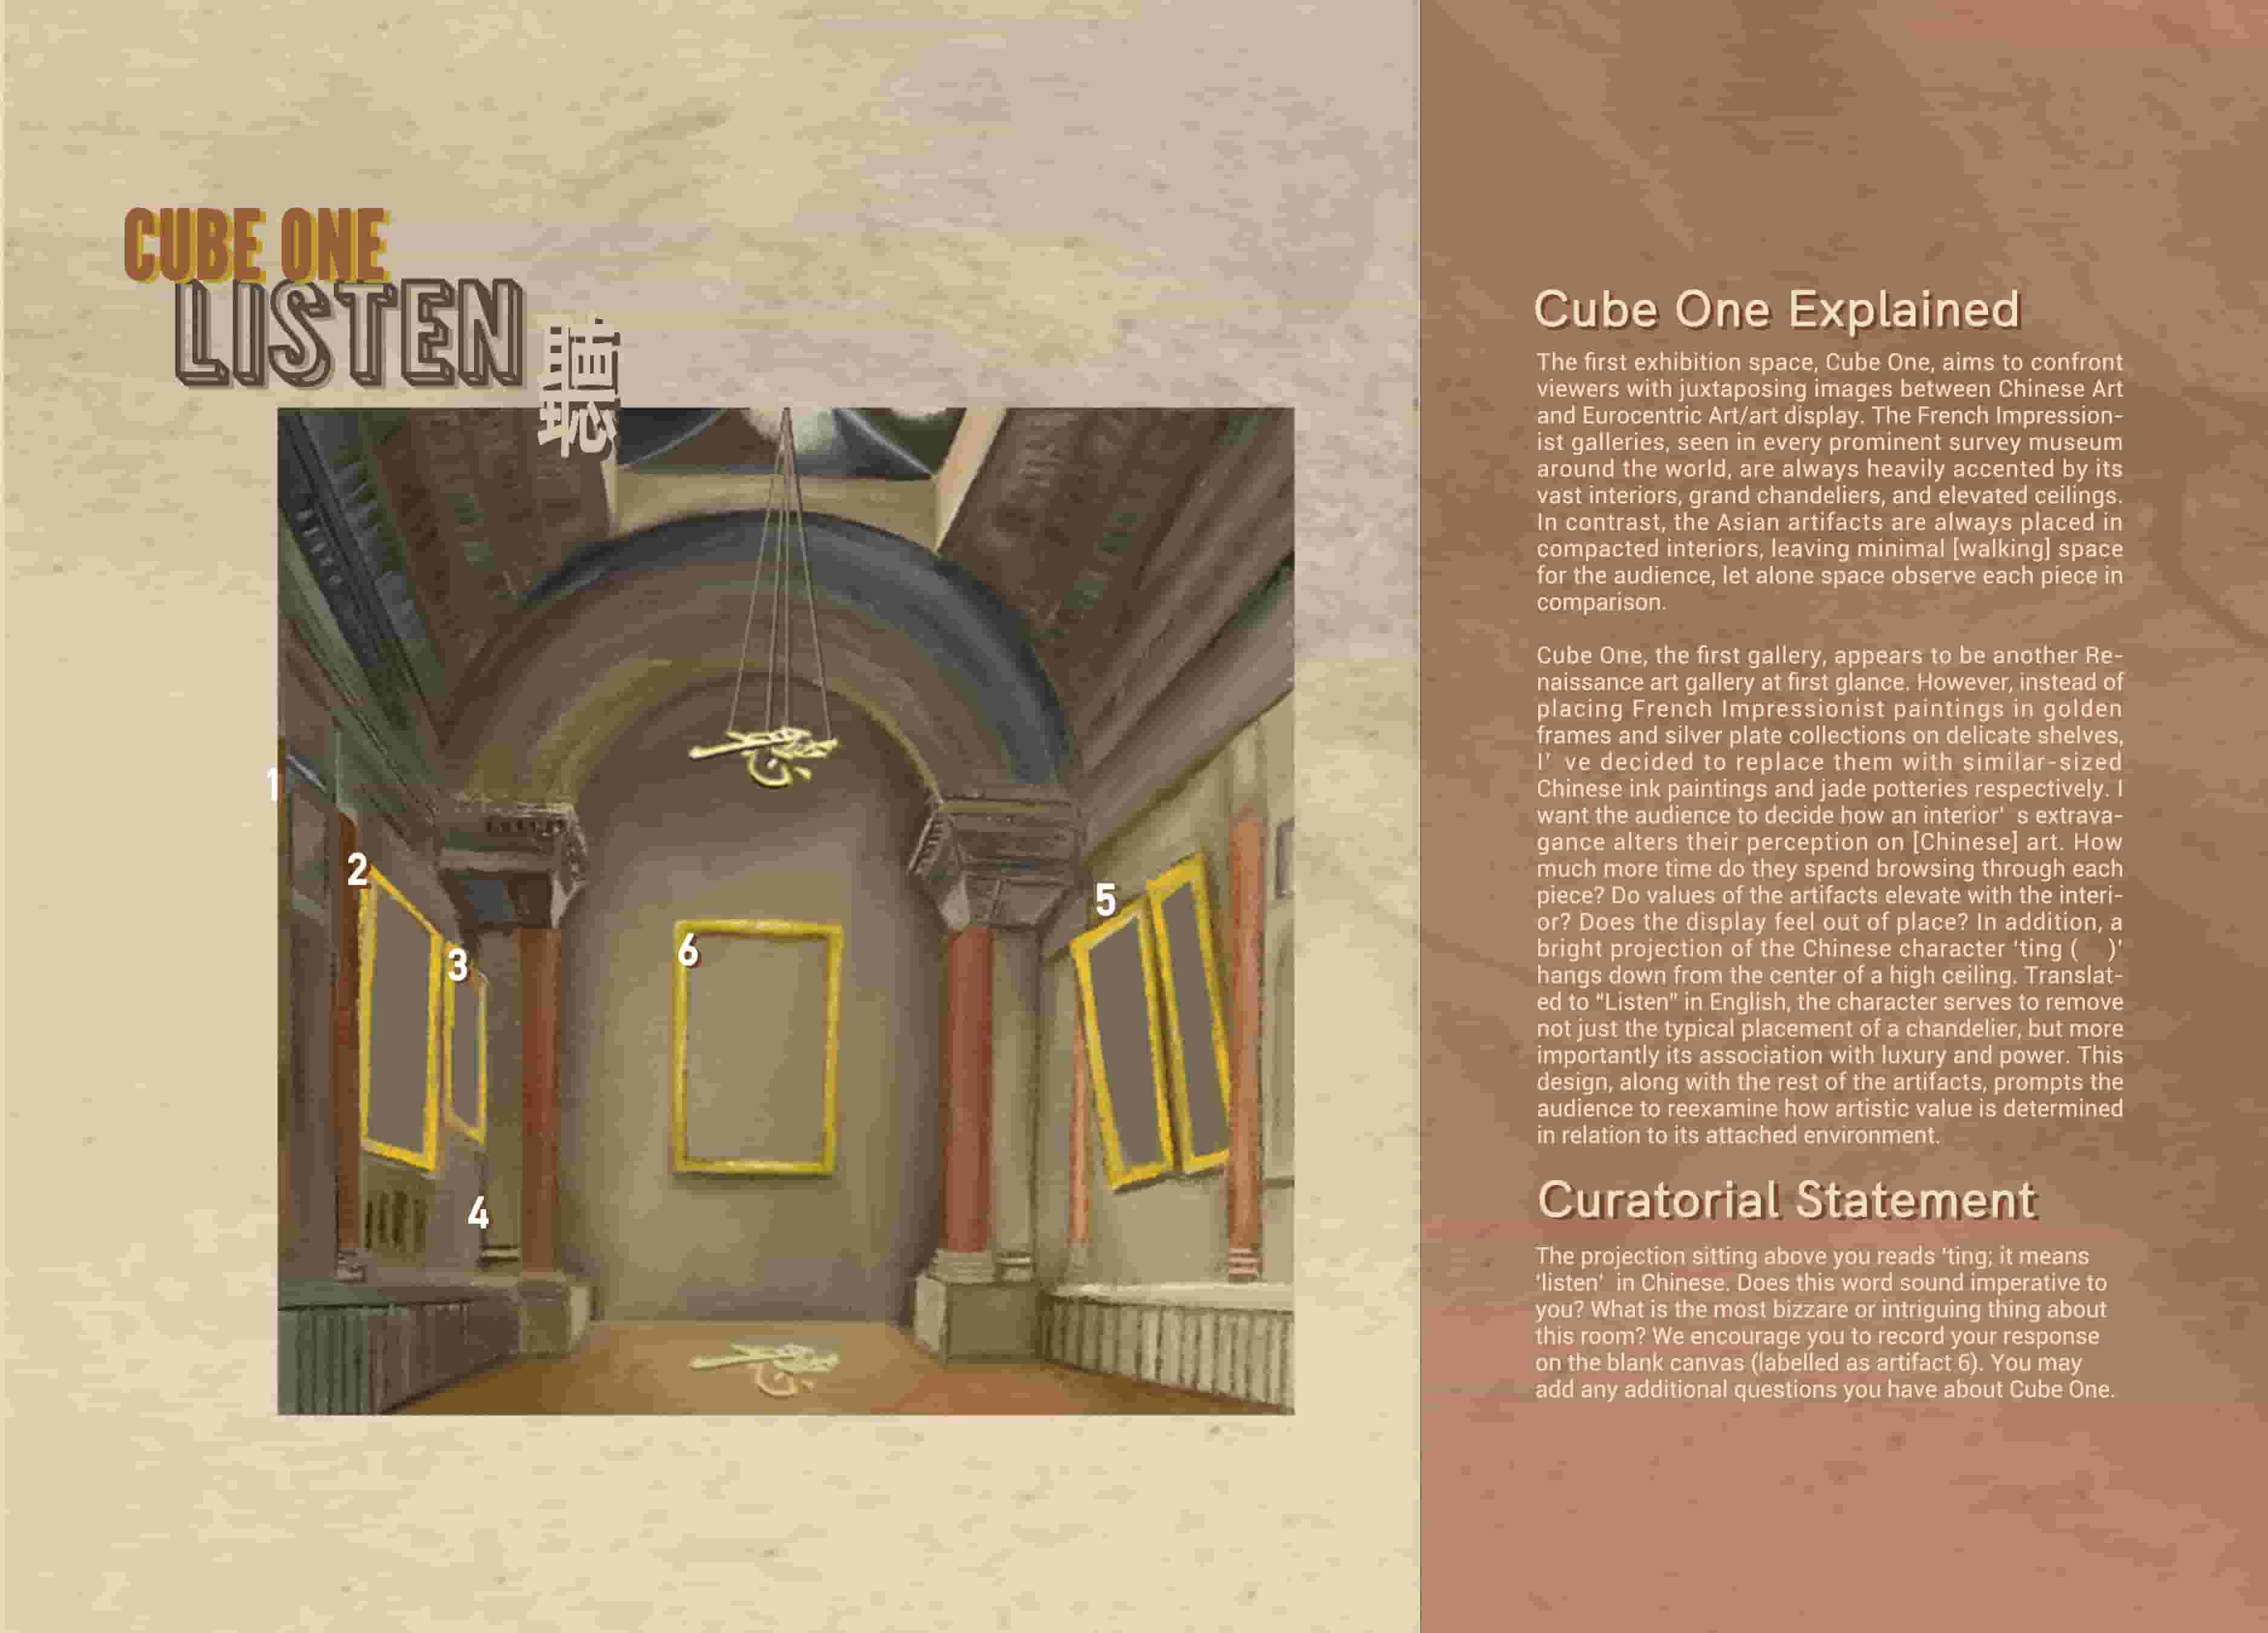 CUBE ONE
LISTEN
聽
1
2
3
4
5
6
Cube One Explained
The first exhibition space, Cube One, aims to confront
viewers with juxtaposing images between Chinese Art
and Eurocentric Art/art display. The French Impression-
ist galleries, seen in every prominent survey museum
around the world, are always heavily accented by its
vast interiors, grand chandeliers, and elevated ceilings.
In contrast, the Asian artifacts are always placed in
compacted interiors, leaving minimal [walking] space
for the audience, let alone space observe each piece in
comparison.
Cube One, the first gallery, appears to be another Re-
naissance art gallery at first glance. However, instead of
placing French Impressionist paintings in golden
frames and silver plate collections on delicate shelves,
I' ve decided to replace them with similar-sized
Chinese ink paintings and jade potteries respectively. I
want the audience to decide how an interior' s extrava-
gance alters their perception on [Chinese] art. How
much more time do they spend browsing through each
piece? Do values of the artifacts elevate with the interi-
or? Does the display feel out of place? In addition, a
bright projection of the Chinese character 'ting (   )'
hangs down from the center of a high ceiling. Translat-
ed to "Listen" in English, the character serves to remove
not just the typical placement of a chandelier, but more
importantly its association with luxury and power. This
design, along with the rest of the artifacts, prompts the
audience to reexamine how artistic value is determined
in relation to its attached environment.
Curatorial Statement
The projection sitting above you reads 'ting; it means
'listen' in Chinese. Does this word sound imperative to
you? What is the most bizzare or intriguing thing about
this room? We encourage you to record your response
on the blank canvas (labelled as artifact 6). You may
add any additional questions you have about Cube One.